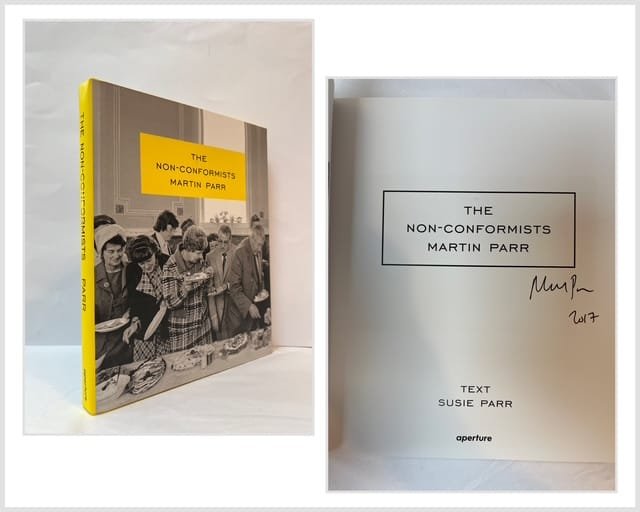 THE NON-CONFORMISTS PARR aperture
THE
NON-CONFORMISTS
MARTIN PARR
THE
NON-CONFORMISTS
MARTIN PARR
2017
TEXT
SUSIE PARR
aperture